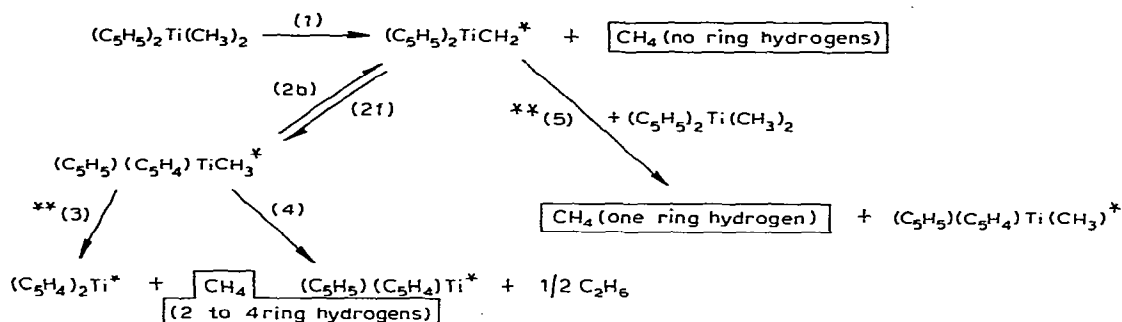 (1)
(C5H5)2Ti(CH3)2 (C5H5)2TiCH2* + CH4 (no ring hydrogens)
(2b)
(2f)
**(5) + (C5H5)2Ti(CH3)2
(C5H5)(C5H4)TiCH3*
**(3) (4)
CH4 (one ring hydrogen) + (C5H5)(C5H4)Ti(CH3)*
(C5H4)2Ti* + CH4 (C5H5)(C5H4)Ti* + 1/2 C2H6
(2 to 4 ring hydrogens)